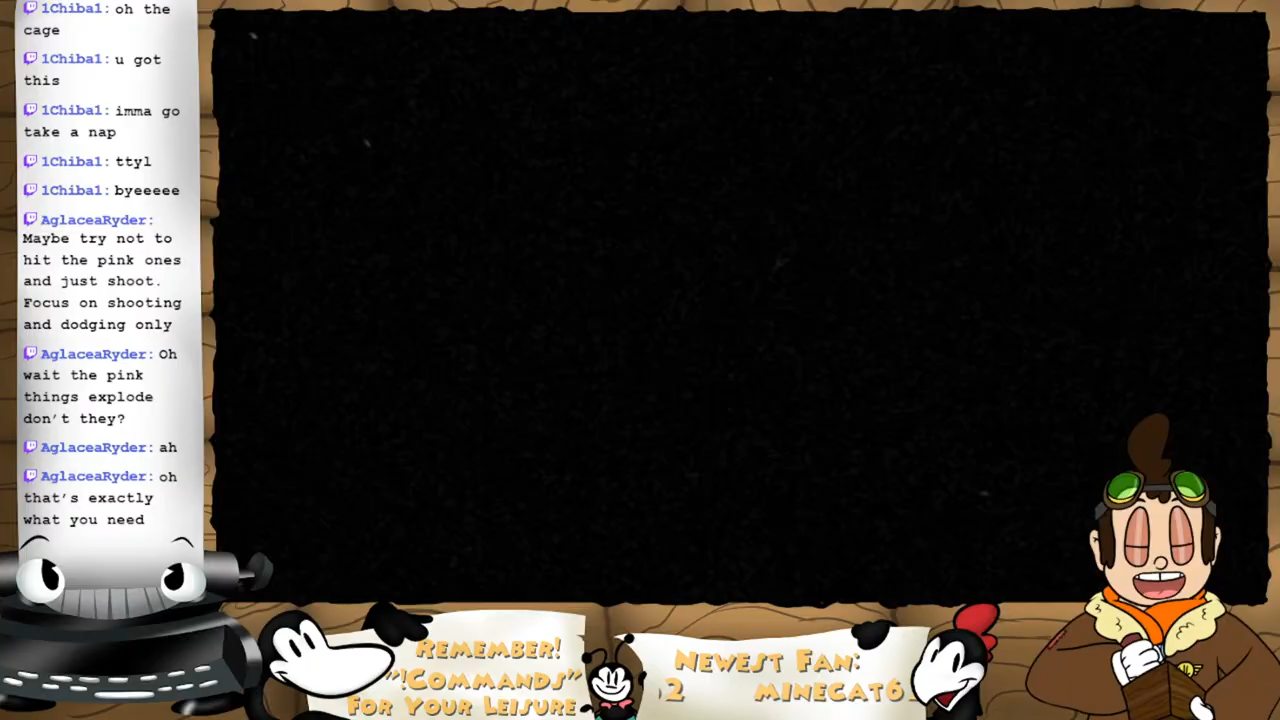 1Chiba1: oh the
cage
1Chiba1: u got
this
1Chiba1: imma go
take a nap
1Chiba1: ttyl
1Chiba1: byeeeee
AglaceaRyder:
Maybe try not to
hit the pink ones
and just shoot.
Focus on shooting
and dodging only
AglaceaRyder: Oh
wait the pink
things explode
don't they?
AglaceaRyder: ah
AglaceaRyder: oh
that's exactly
what you need
Remember!
"!Commands"
For Your Leisure
Newest Fan:
2 minecat6